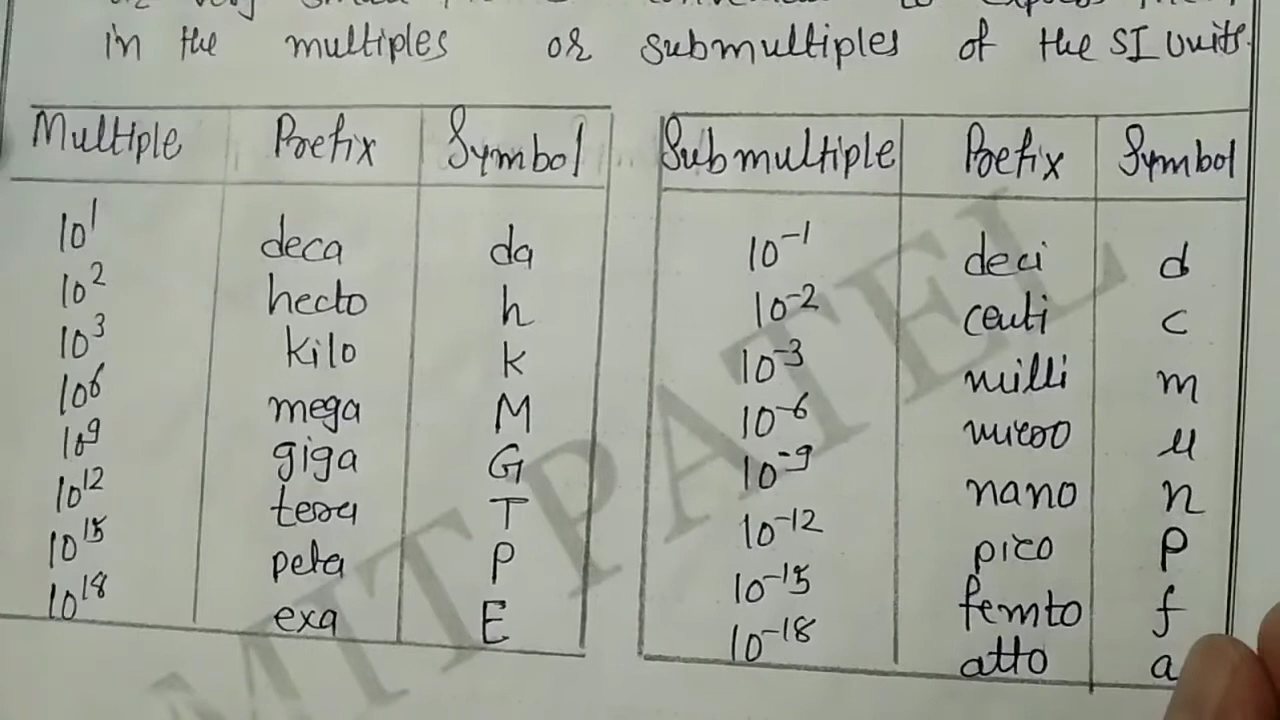 in the multiples or submultiples of the SI Units.
Multiple Prefix Symbol
10¹ deca da
10² hecto h
10³ kilo k
10⁶ mega M
10⁹ giga G
10¹² tera T
10¹⁵ peta P
10¹⁸ exa E
Submultiple Prefix Symbol
10⁻¹ deci d
10⁻² centi c
10⁻³ milli m
10⁻⁶ micro μ
10⁻⁹ nano n
10⁻¹² pico p
10⁻¹⁵ femto f
10⁻¹⁸ atto a
MIT PATEL